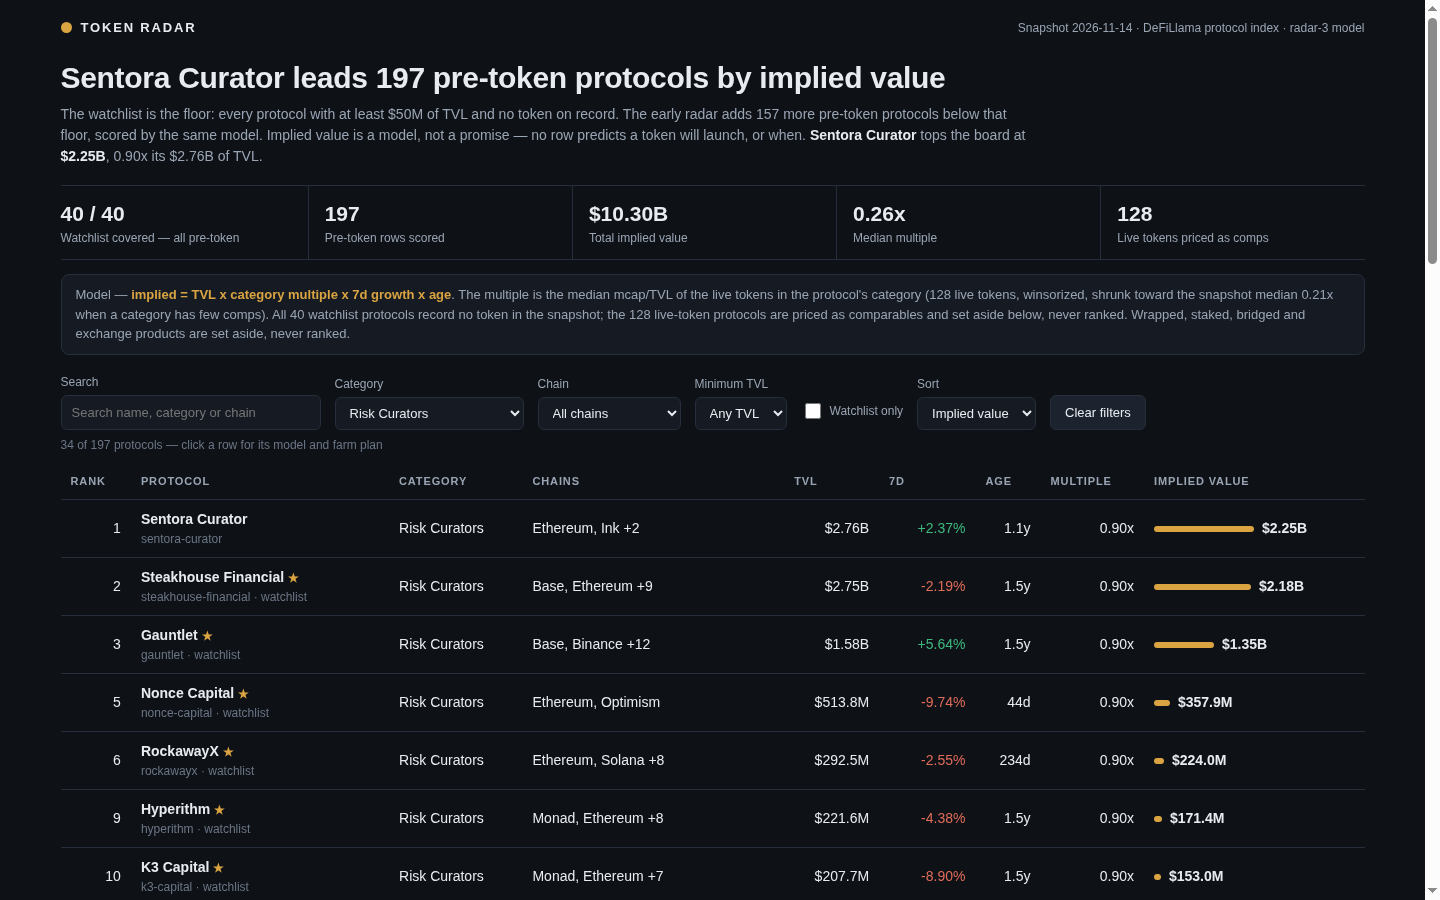 TOKEN RADAR
Snapshot 2026-11-14 · DeFiLlama protocol index · radar-3 model
Sentora Curator leads 197 pre-token protocols by implied value
The watchlist is the floor: every protocol with at least $50M of TVL and no token on record. The early radar adds 157 more pre-token protocols below that
floor, scored by the same model. Implied value is a model, not a promise — no row predicts a token will launch, or when. Sentora Curator tops the board at
$2.25B, 0.90x its $2.76B of TVL.
40 / 40
Watchlist covered — all pre-token
197
Pre-token rows scored
$10.30B
Total implied value
0.26x
Median multiple
128
Live tokens priced as comps
Model — implied = TVL x category multiple x 7d growth x age. The multiple is the median mcap/TVL of the live tokens in the protocol's category (128 live tokens, winsorized, shrunk toward the snapshot median 0.21x
when a category has few comps). All 40 watchlist protocols record no token in the snapshot; the 128 live-token protocols are priced as comparables and set aside below, never ranked. Wrapped, staked, bridged and
exchange products are set aside, never ranked.
Search
Search name, category or chain
Category
Risk Curators
Chain
All chains
Minimum TVL
Any TVL
Watchlist only
Sort
Implied value
Clear filters
34 of 197 protocols — click a row for its model and farm plan
RANK PROTOCOL CATEGORY CHAINS TVL 7D AGE MULTIPLE IMPLIED VALUE
1 Sentora Curator Risk Curators Ethereum, Ink +2 $2.76B +2.37% 1.1y 0.90x $2.25B
sentora-curator
2 Steakhouse Financial ★ Risk Curators Base, Ethereum +9 $2.75B -2.19% 1.5y 0.90x $2.18B
steakhouse-financial · watchlist
3 Gauntlet ★ Risk Curators Base, Binance +12 $1.58B +5.64% 1.5y 0.90x $1.35B
gauntlet · watchlist
5 Nonce Capital ★ Risk Curators Ethereum, Optimism $513.8M -9.74% 44d 0.90x $357.9M
nonce-capital · watchlist
6 RockawayX ★ Risk Curators Ethereum, Solana +8 $292.5M -2.55% 234d 0.90x $224.0M
rockawayx · watchlist
9 Hyperithm ★ Risk Curators Monad, Ethereum +8 $221.6M -4.38% 1.5y 0.90x $171.4M
hyperithm · watchlist
10 K3 Capital ★ Risk Curators Monad, Ethereum +7 $207.7M -8.90% 1.5y 0.90x $153.0M
k3-capital · watchlist